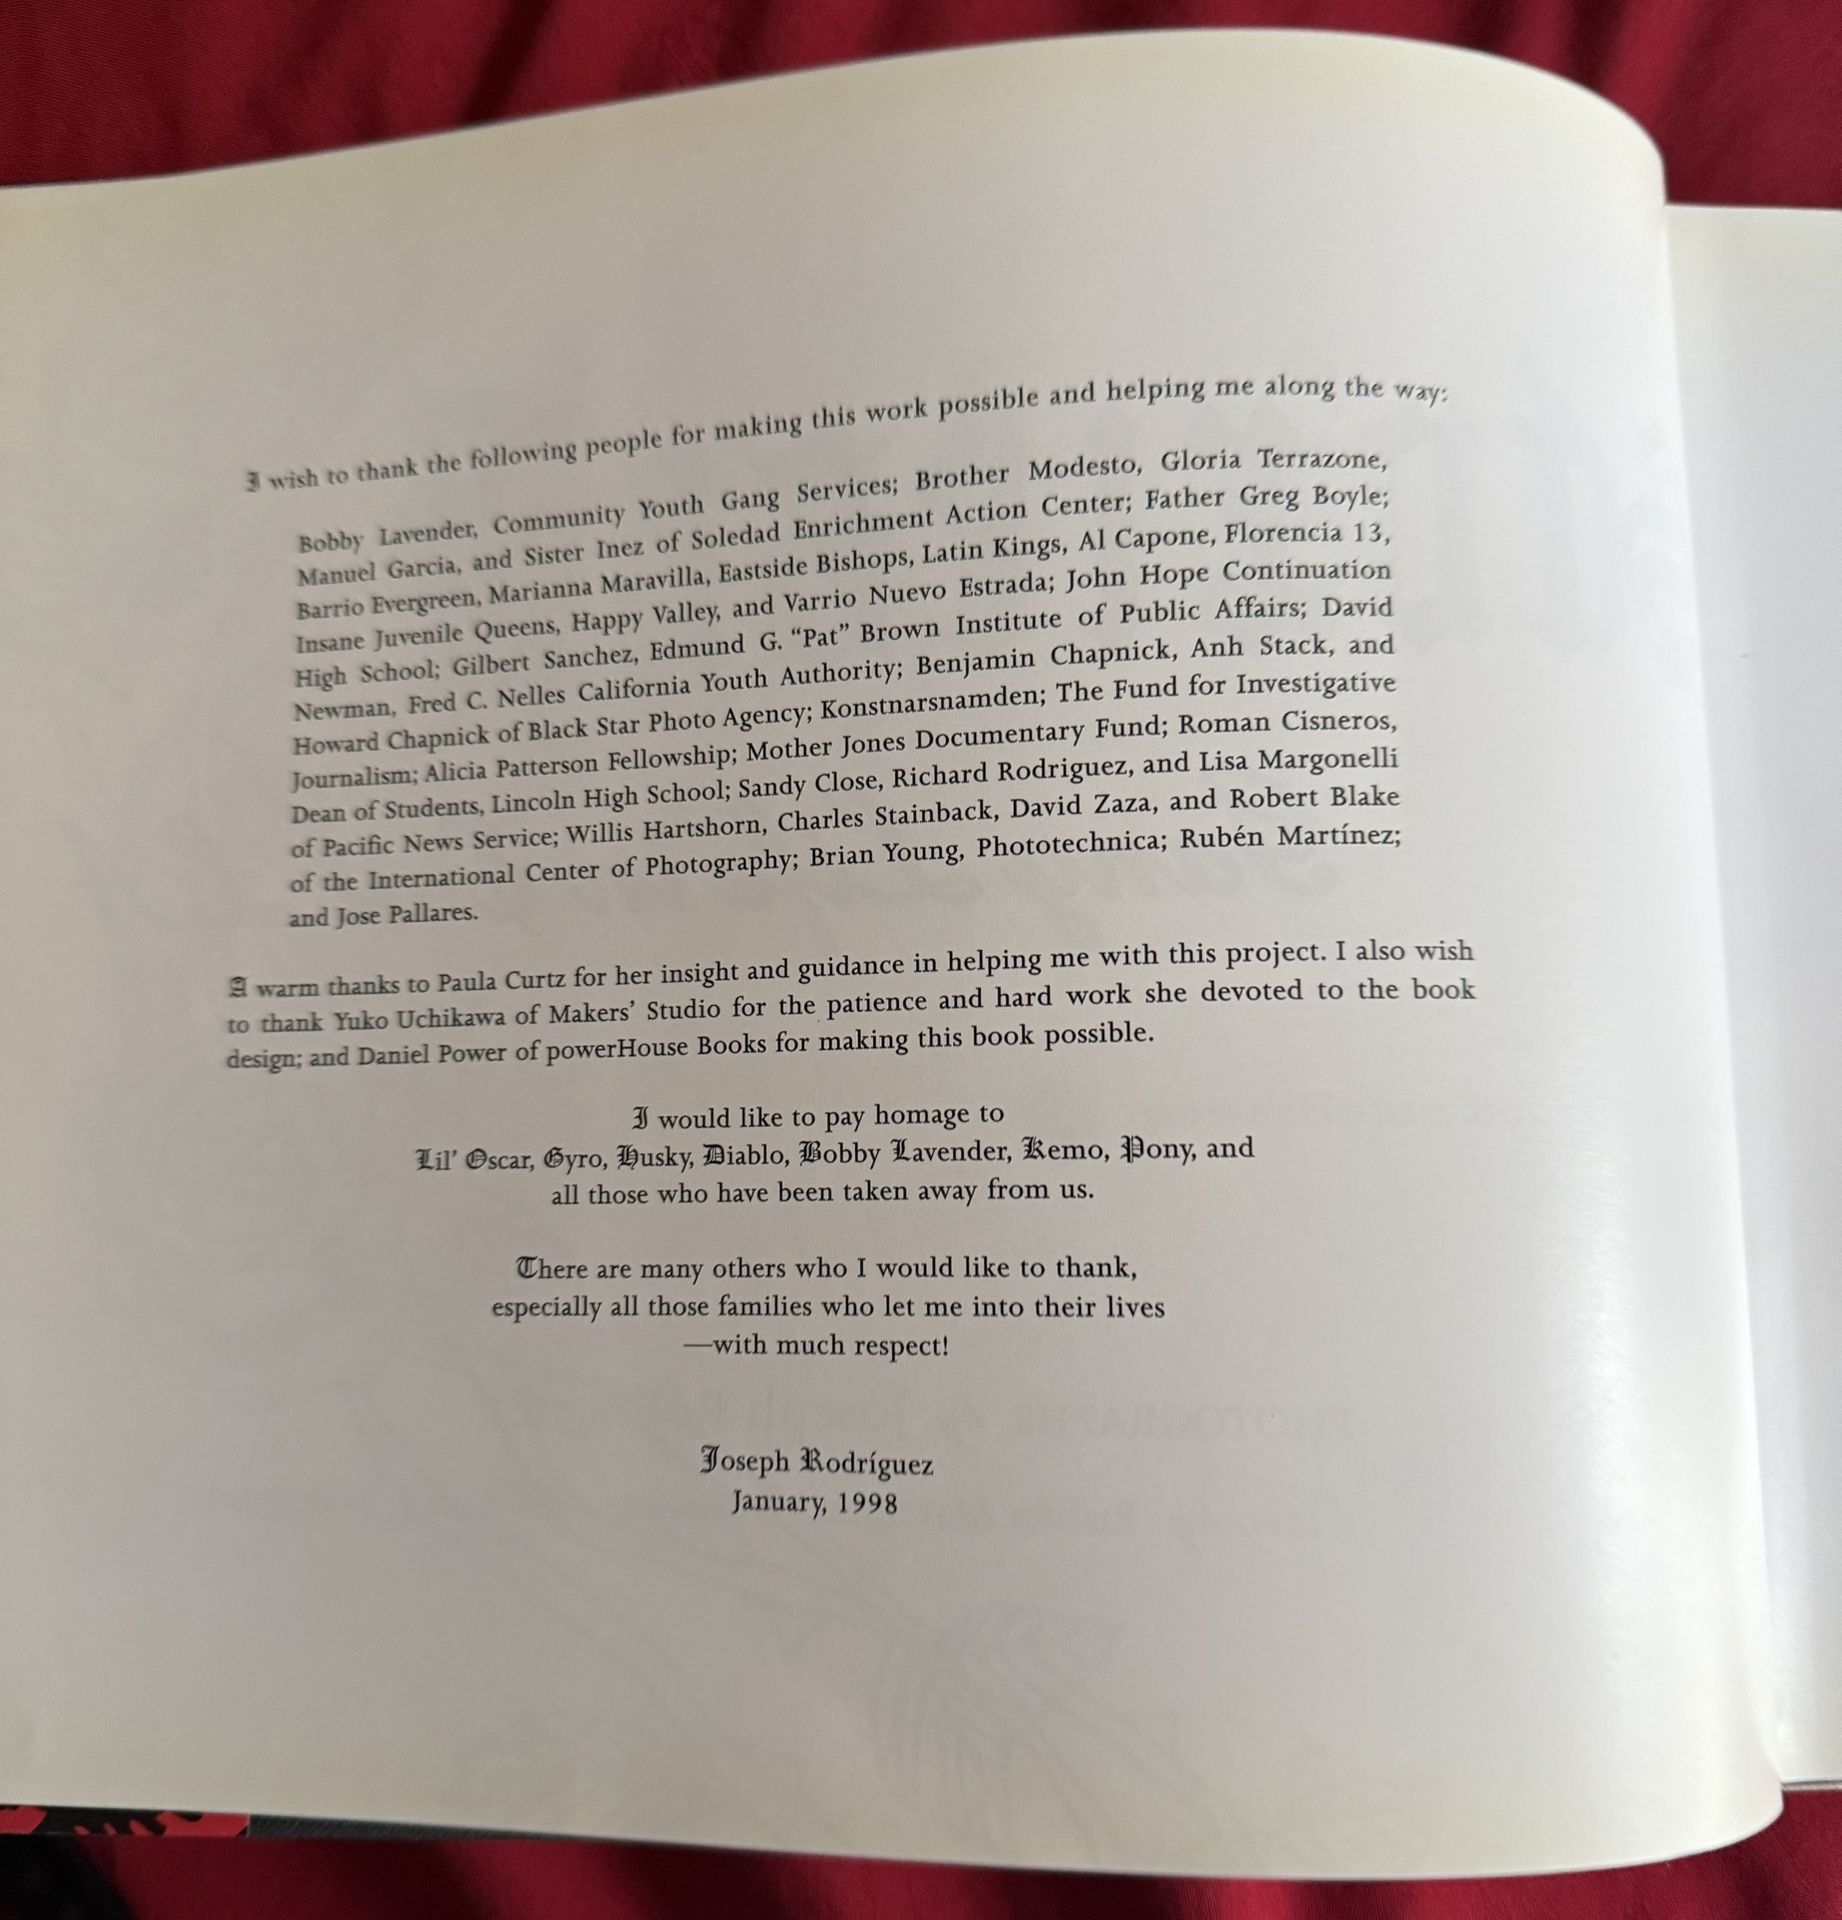 I wish to thank the following people for making this work possible and helping me along the way:
Bobby Lavender, Community Youth Gang Services; Brother Modesto, Gloria Terrazone,
Manuel Garcia, and Sister Inez of Soledad Enrichment Action Center; Father Greg Boyle;
Barrio Evergreen, Marianna Maravilla, Eastside Bishops, Latin Kings, Al Capone, Florencia 13,
Insane Juvenile Queens, Happy Valley, and Varrio Nuevo Estrada; John Hope Continuation
High School; Gilbert Sanchez, Edmund G. “Pat” Brown Institute of Public Affairs; David
Newman, Fred C. Nelles California Youth Authority; Benjamin Chapnick, Anh Stack, and
Howard Chapnick of Black Star Photo Agency; Konstnarsnamden; The Fund for Investigative
Journalism; Alicia Patterson Fellowship; Mother Jones Documentary Fund; Roman Cisneros,
Dean of Students, Lincoln High School; Sandy Close, Richard Rodriguez, and Lisa Margonelli
of Pacific News Service; Willis Hartshorn, Charles Stainback, David Zaza, and Robert Blake
of the International Center of Photography; Brian Young, Phototechnica; Rubén Martínez;
and Jose Pallares.
A warm thanks to Paula Curtz for her insight and guidance in helping me with this project. I also wish
to thank Yuko Uchikawa of Makers’ Studio for the patience and hard work she devoted to the book
design; and Daniel Power of powerHouse Books for making this book possible.
I would like to pay homage to
Lil’ Oscar, Gyro, Husky, Diablo, Bobby Lavender, Kemo, Pony, and
all those who have been taken away from us.
There are many others who I would like to thank,
especially all those families who let me into their lives
—with much respect!
Joseph Rodríguez
January, 1998